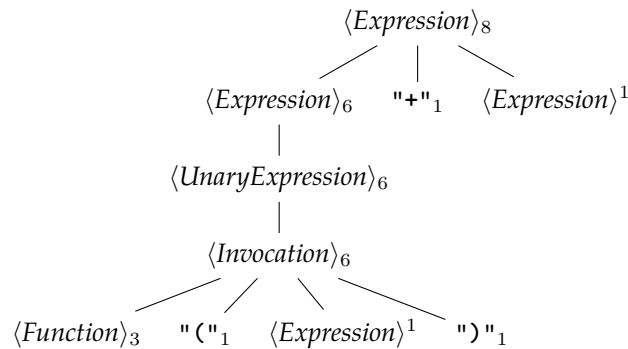 ⟨Expression⟩₈
⟨Expression⟩₆ "+"₁ ⟨Expression⟩¹
⟨UnaryExpression⟩₆
⟨Invocation⟩₆
⟨Function⟩₃ "("₁ ⟨Expression⟩¹ ")"₁